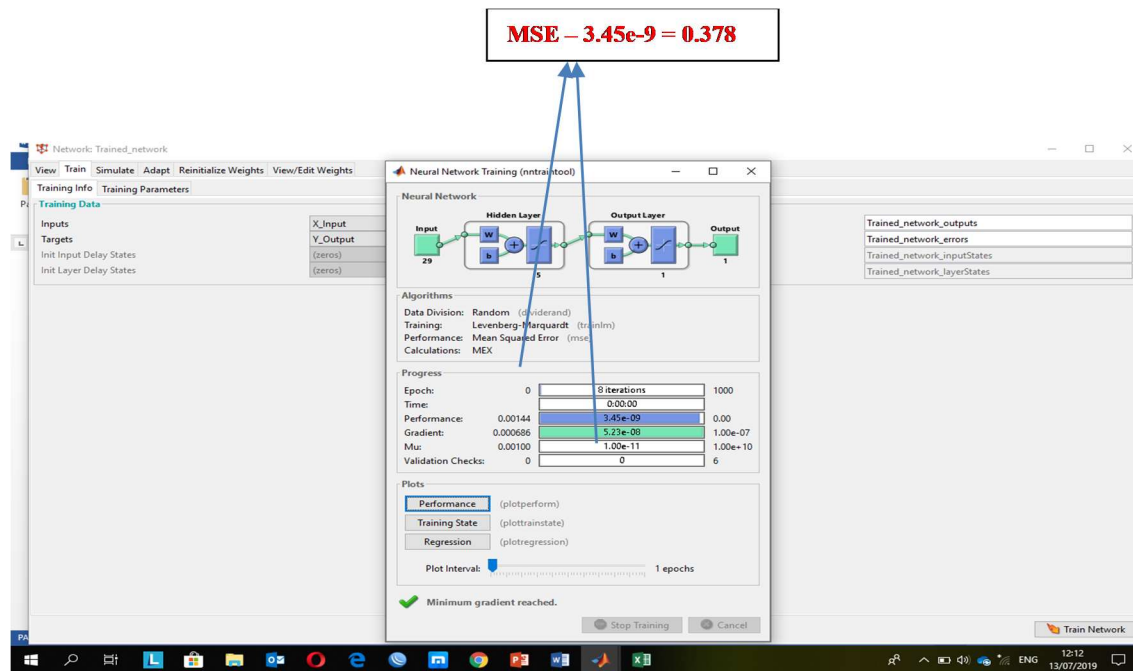 MSE – 3.45e-9 = 0.378
Network: Trained_network
View Train Simulate Adapt Reinitialize Weights View/Edit Weights
Training Info Training Parameters
Training Data
Inputs X_Input Trained_network_outputs
Targets Y_Output Trained_network_errors
Init Input Delay States (zeros) Trained_network_inputStates
Init Layer Delay States (zeros) Trained_network_layerStates
Neural Network Training (nntraintool)
Neural Network
Hidden Layer Output Layer
Input W W Output
+ +
b b
29 5 1 1
Algorithms
Data Division: Random (dividerand)
Training: Levenberg-Marquardt (trainlm)
Performance: Mean Squared Error (mse)
Calculations: MEX
Progress
Epoch: 0 8 iterations 1000
Time: 0:00:00
Performance: 0.00144 3.45e-09 0.00
Gradient: 0.000686 5.23e-08 1.00e-07
Mu: 0.00100 1.00e-11 1.00e+10
Validation Checks: 0 0 6
Plots
Performance (plotperform)
Training State (plottrainstate)
Regression (plotregression)
Plot Interval: 1 epochs
Minimum gradient reached.
Stop Training Cancel
Train Network
PA
L
ENG
12:12
13/07/2019